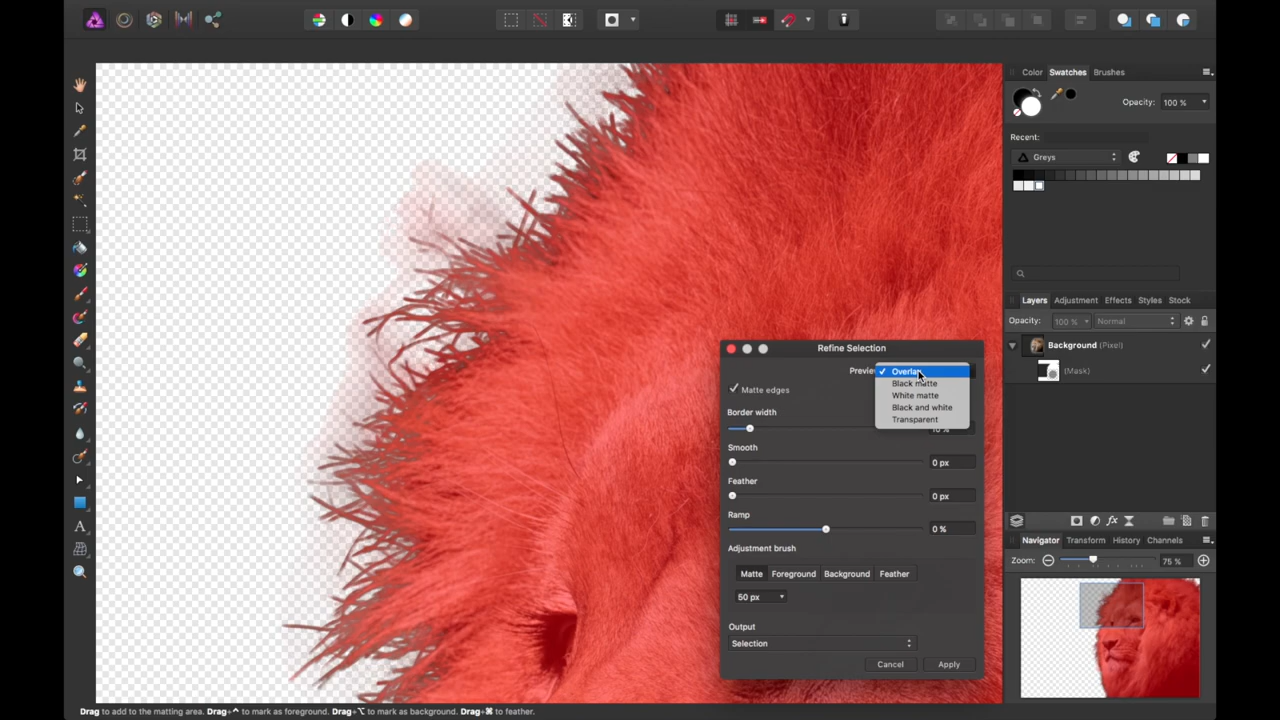 Color Swatches Brushes
Opacity: 100 %
Recent:
Greys
Layers Adjustment Effects Styles Stock
Opacity: 100 % Normal
Background (Pixel)
(Mask)
Refine Selection
Preview
Overlay
Black matte
White matte
Black and white
Transparent
Matte edges
Border width
10 %
Smooth
0 px
Feather
0 px
Ramp
0 %
Adjustment brush
Matte Foreground Background Feather
50 px
Output
Selection
Cancel Apply
Navigator Transform History Channels
Zoom: 75 %
A
Drag to add to the matting area. Drag+⌃ to mark as foreground. Drag+⌥ to mark as background. Drag+⌘ to feather.